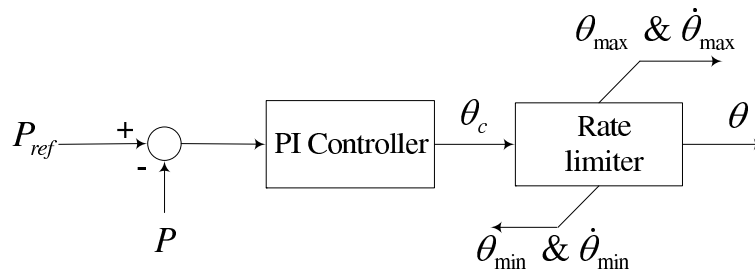 θmax & θ̇max
Pref
+
-
P
PI Controller
θc
Rate
limiter
θ
θmin & θ̇min